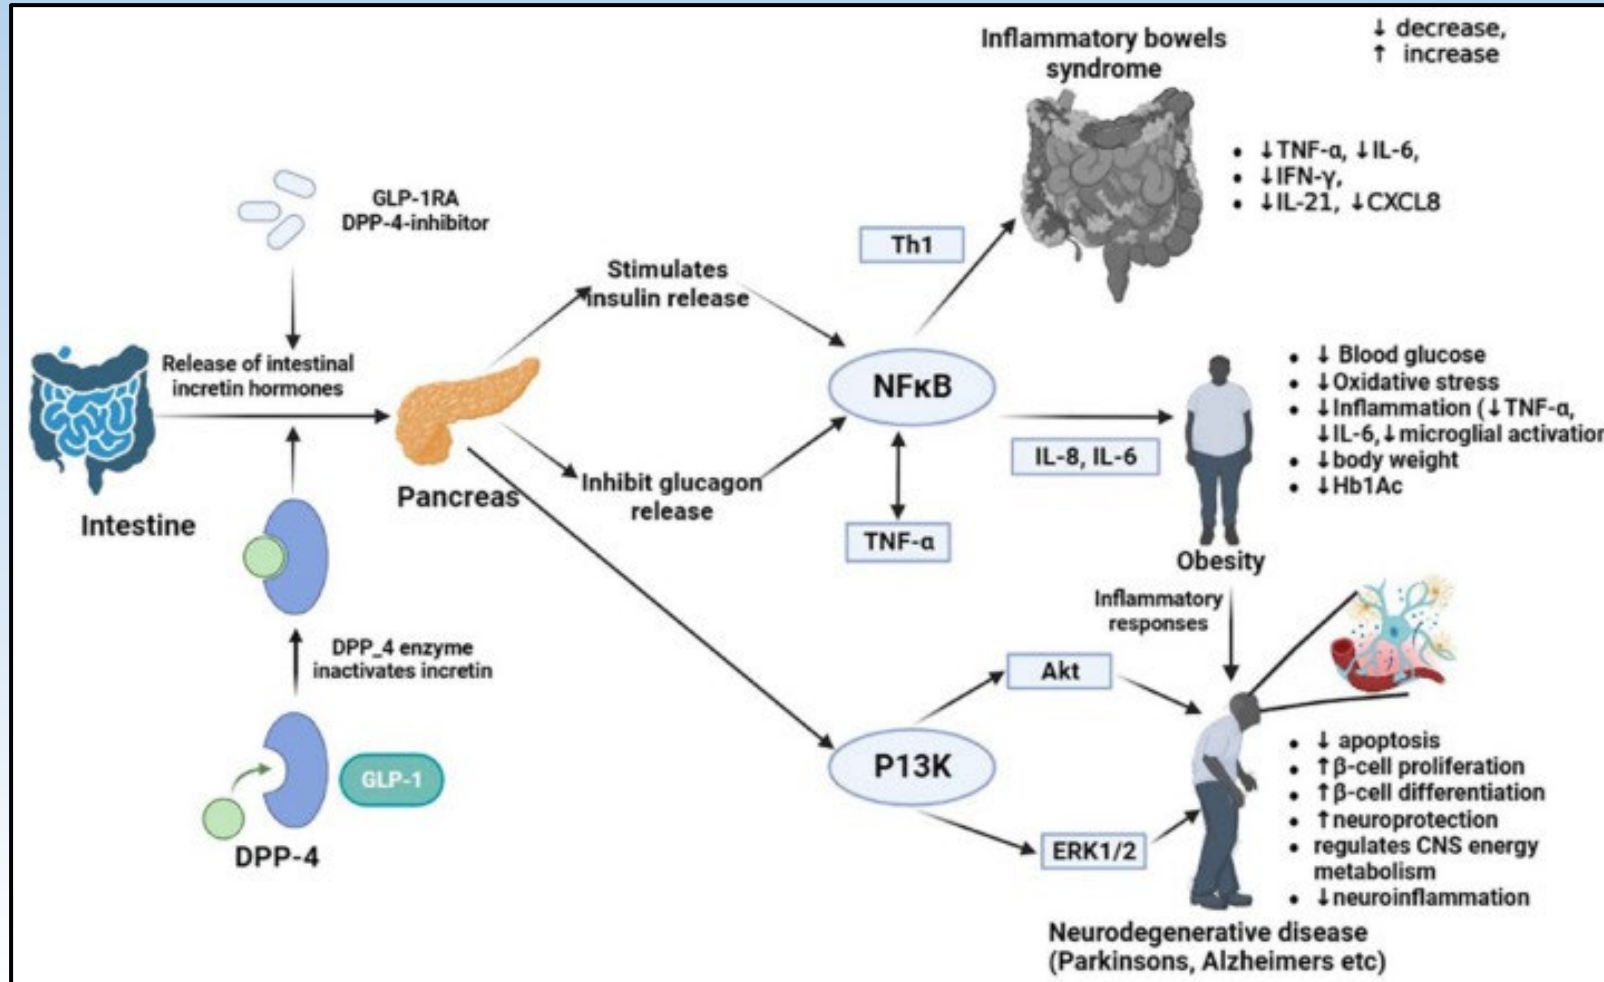 Inflammatory bowels
syndrome
↓ decrease,
↑ increase
• ↓TNF-α, ↓IL-6,
• ↓IFN-γ,
• ↓IL-21, ↓CXCL8
GLP-1RA
DPP-4-inhibitor
Th1
Stimulates
insulin release
Release of intestinal
incretin hormones
NFκB
• ↓ Blood glucose
• ↓Oxidative stress
• ↓Inflammation (↓TNF-α,
↓IL-6,↓microglial activation
• ↓body weight
• ↓Hb1Ac
IL-8, IL-6
Pancreas
Inhibit glucagon
release
Intestine
TNF-α
Obesity
Inflammatory
responses
DPP_4 enzyme
inactivates incretin
Akt
P13K
GLP-1
DPP-4
ERK1/2
• ↓ apoptosis
• ↑β-cell proliferation
• ↑β-cell differentiation
• ↑neuroprotection
• regulates CNS energy
metabolism
• ↓neuroinflammation
Neurodegenerative disease
(Parkinsons, Alzheimers etc)